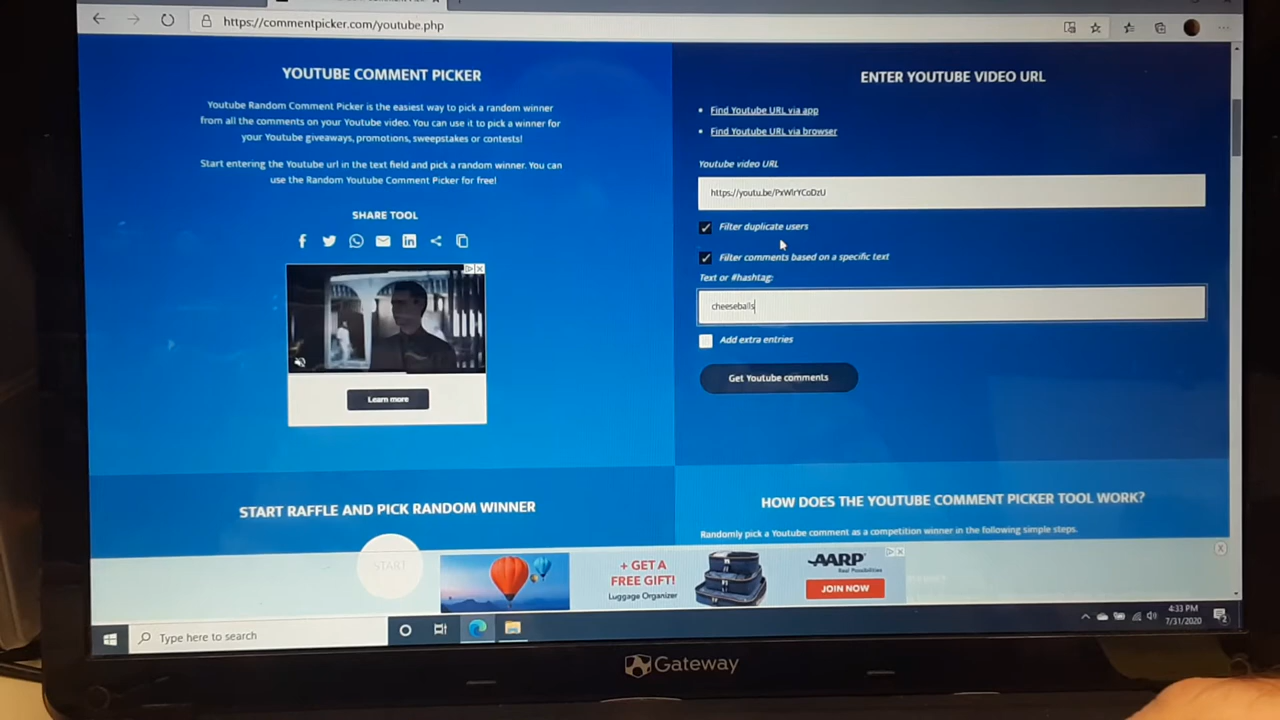 https://commentpicker.com/youtube.php
YOUTUBE COMMENT PICKER
Youtube Random Comment Picker is the easiest way to pick a random winner
from all the comments on your Youtube video. You can use it to pick a winner for
your Youtube giveaways, promotions, sweepstakes or contests!
Start entering the Youtube url in the text field and pick a random winner. You can
use the Random Youtube Comment Picker for free!
SHARE TOOL
Learn more
ENTER YOUTUBE VIDEO URL
Find Youtube URL via app
Find Youtube URL via browser
Youtube video URL
Filter duplicate users
Filter comments based on a specific text
Text or #hashtag:
cheeseballs
Add extra entries
Get Youtube comments
START RAFFLE AND PICK RANDOM WINNER
START
HOW DOES THE YOUTUBE COMMENT PICKER TOOL WORK?
Randomly pick a Youtube comment as a competition winner in the following simple steps.
+ GET A
FREE GIFT!
Luggage Organizer
AARP
Real Possibilities
JOIN NOW
Type here to search
4:33 PM
7/31/2020
Gateway